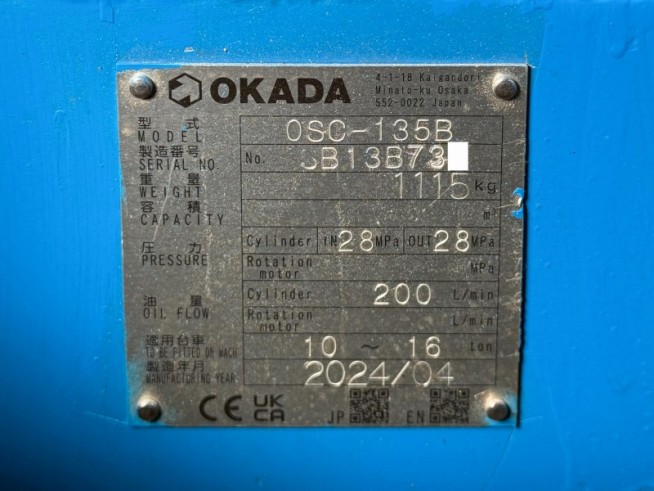 OKADA
4-1-18 Kaigandori
Minato-ku Osaka
552-0022 Japan
型式 OSC-135B
MODEL
製造番号 No. B13B73
SERIAL NO
重量 1115 kg
WEIGHT
容積 m³
CAPACITY
圧力 Cylinder IN 28 MPa OUT 28 MPa
PRESSURE Rotation motor MPa
油量 Cylinder 200 L/min
OIL FLOW Rotation motor L/min
適用台車 10 ~ 16 ton
TO BE FITTED ON MACH
製造年月 2024/04
MANUFACTURING YEAR
CE UK CA JP EN